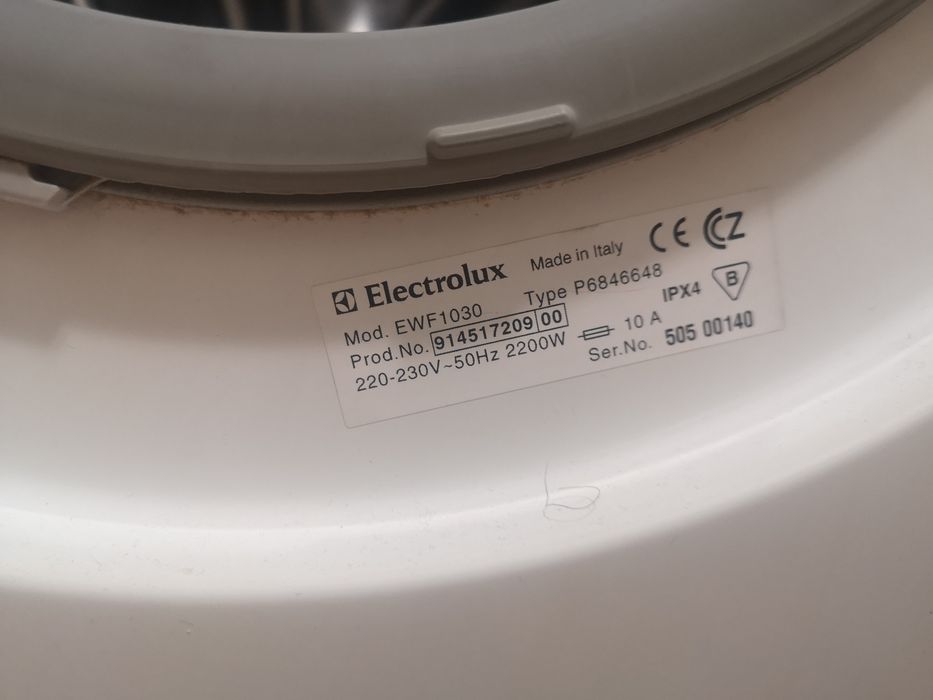 Electrolux Made in Italy CE CCZ
Mod. EWF1030 Type P6846648 IPX4 B
Prod.No. 914517209 00 10 A
220-230V~50Hz 2200W Ser.No. 505 00140